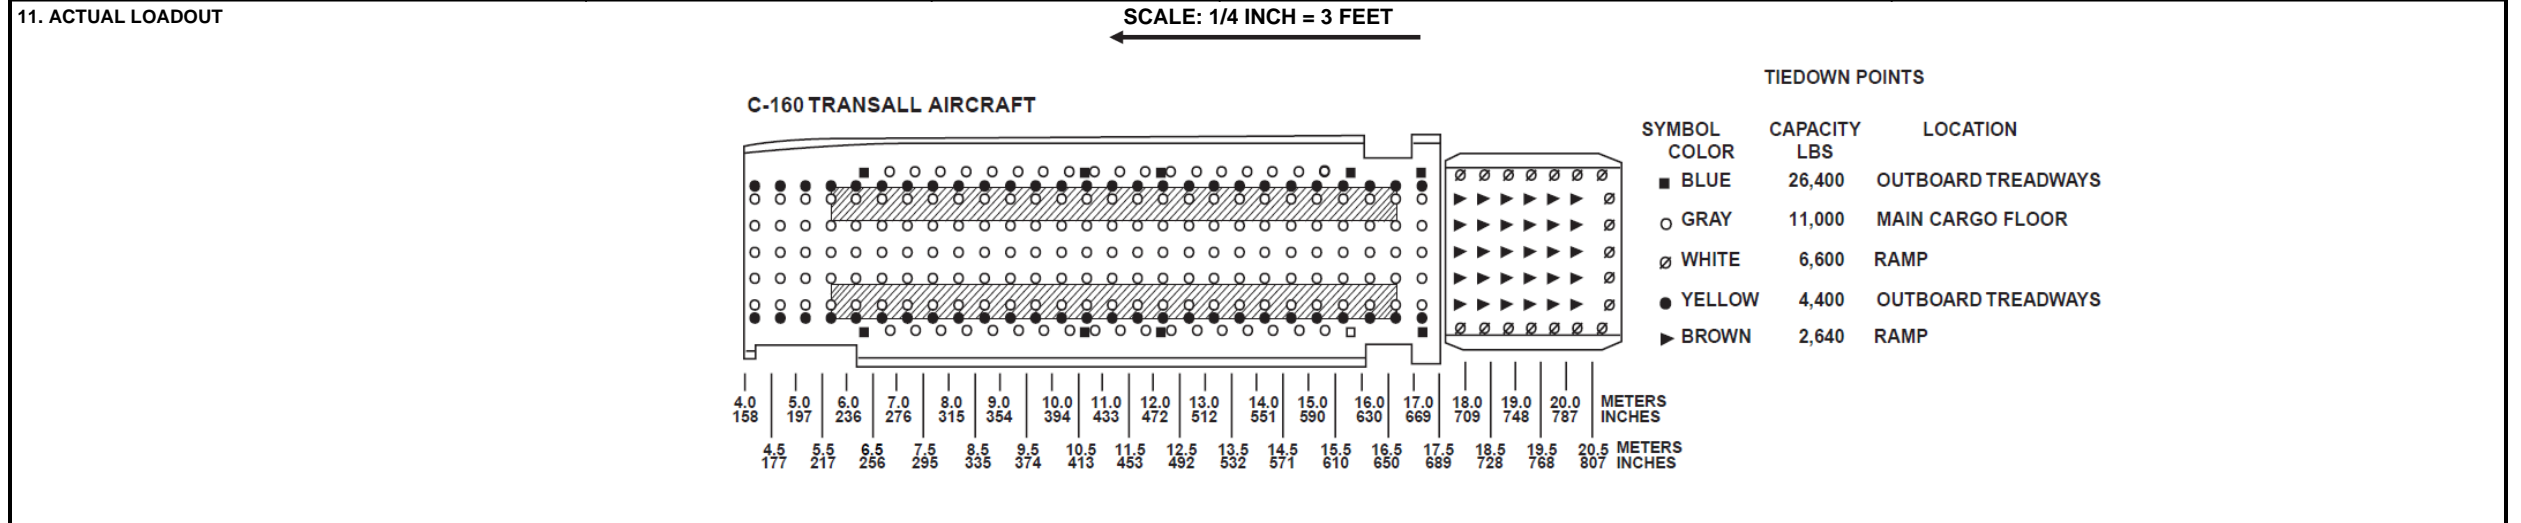 11. ACTUAL LOADOUT
SCALE: 1/4 INCH = 3 FEET
TIEDOWN POINTS
C-160 TRANSALL AIRCRAFT
SYMBOL CAPACITY LOCATION
COLOR LBS
BLUE 26,400 OUTBOARD TREADWAYS
GRAY 11,000 MAIN CARGO FLOOR
WHITE 6,600 RAMP
YELLOW 4,400 OUTBOARD TREADWAYS
BROWN 2,640 RAMP
4.0 5.0 6.0 7.0 8.0 9.0 10.0 11.0 12.0 13.0 14.0 15.0 16.0 17.0 18.0 19.0 20.0 METERS
158 197 236 276 315 354 394 433 472 512 551 590 630 669 709 748 787 INCHES
4.5 5.5 6.5 7.5 8.5 9.5 10.5 11.5 12.5 13.5 14.5 15.5 16.5 17.5 18.5 19.5 20.5 METERS
177 217 256 295 335 374 413 453 492 532 571 610 650 689 728 768 807 INCHES